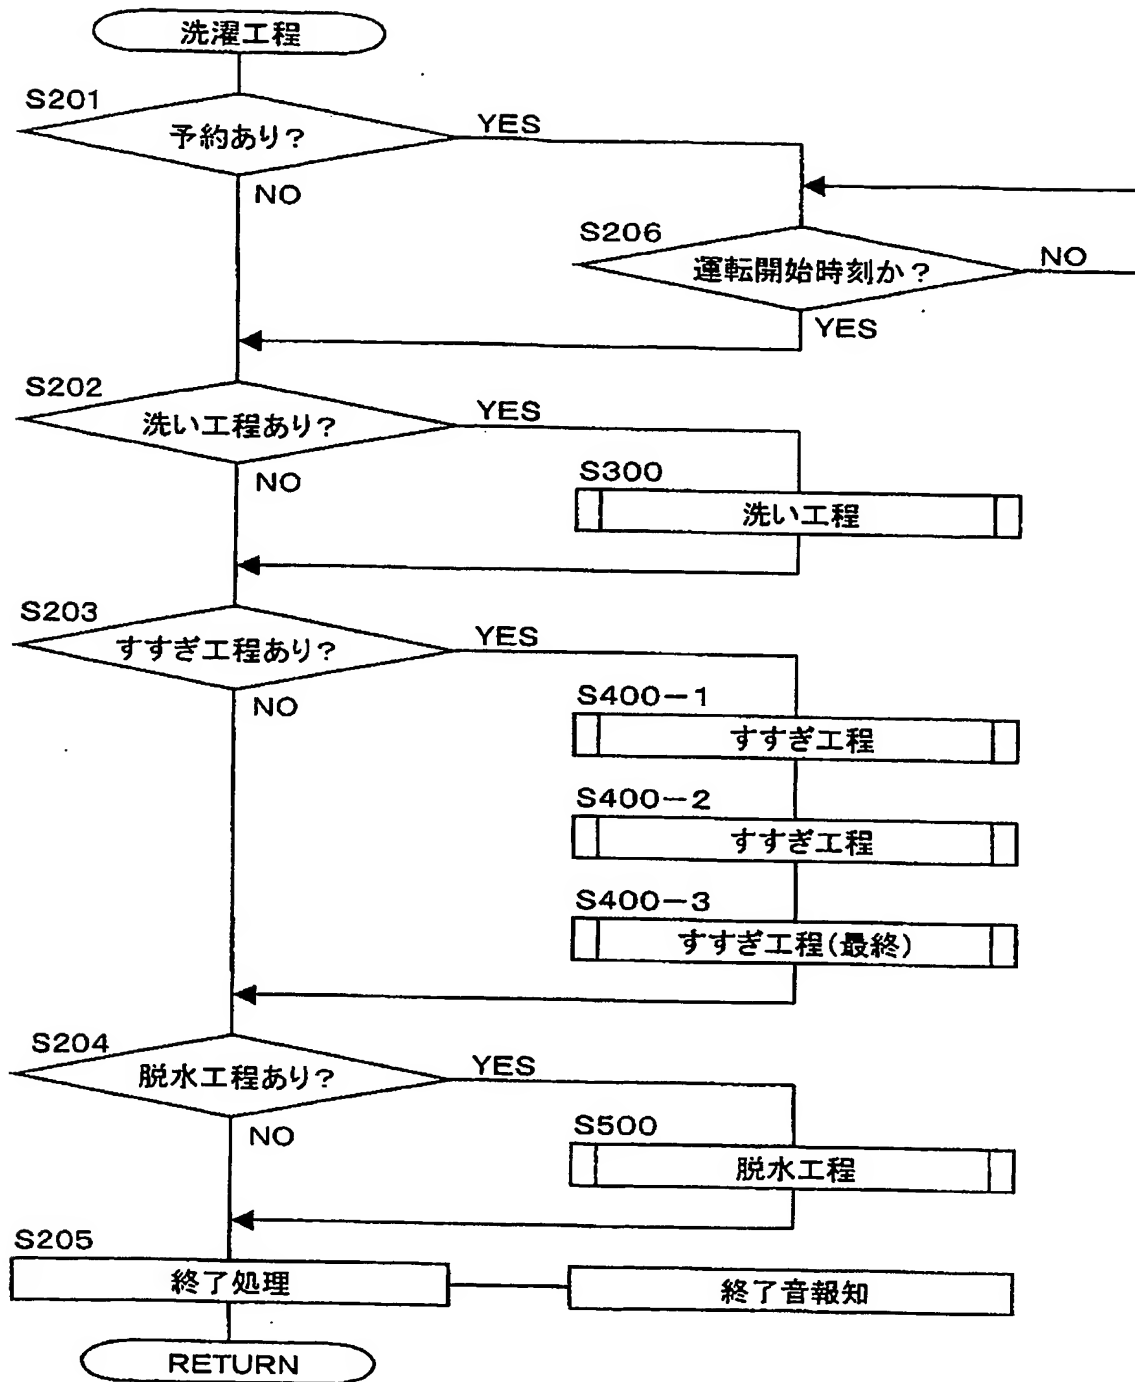 洗濯工程
S201
予約あり?
YES
NO
S206
運転開始時刻か?
NO
YES
S202
洗い工程あり?
YES
NO
S300
洗い工程
S203
すすぎ工程あり?
YES
NO
S400-1
すすぎ工程
S400-2
すすぎ工程
S400-3
すすぎ工程(最終)
S204
脱水工程あり?
YES
NO
S500
脱水工程
S205
終了処理
終了音報知
RETURN